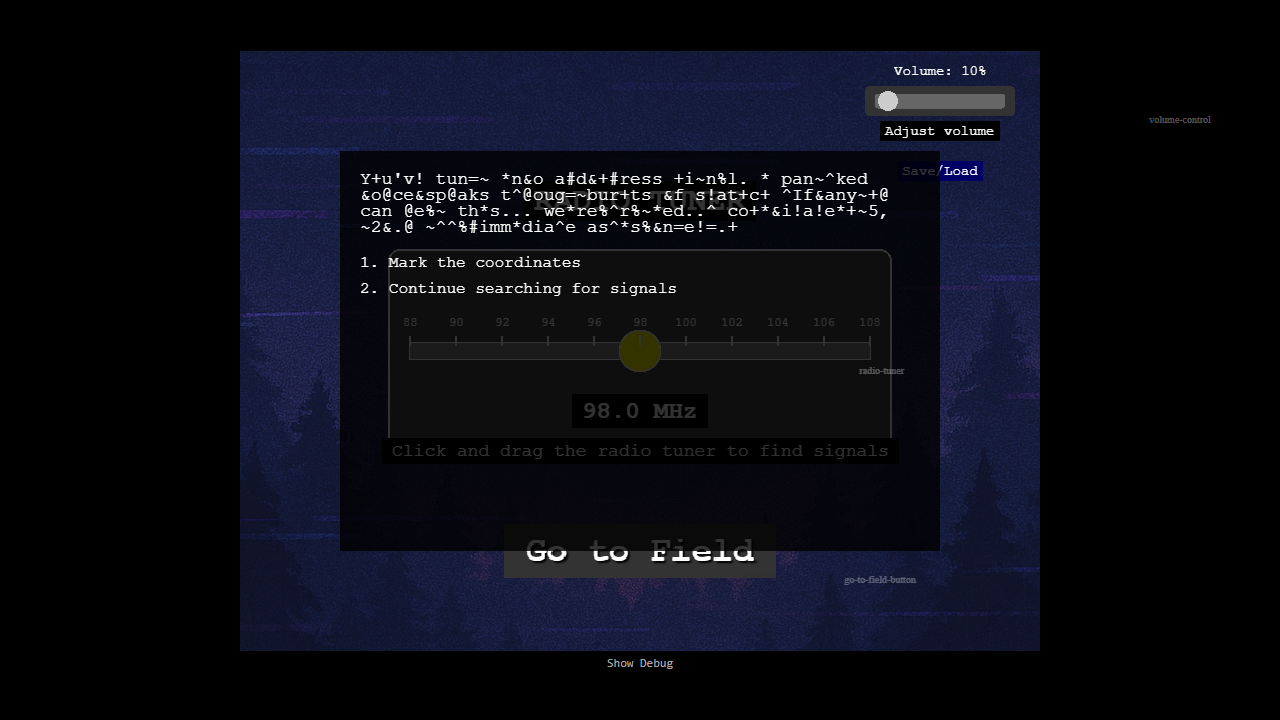 Volume: 10%
volume-control
Adjust volume
Save/Load
Y+u'v! tun=~ *n&o a#d&+#ress +i~n%l. * pan~^ked
&o@ce&sp@aks t^@oug=~bur+ts &f s!at+c+ ^If&any~+@
can @e%~ th*s... we*re%^r%~*ed..^ co+*&i!a!e*+~5,
~2&.@ ~^^%#imm*dia^e as^*s%&n=e!=.+
RADIO TUNER
1. Mark the coordinates
2. Continue searching for signals
88 90 92 94 96 98 100 102 104 106 108
radio-tuner
98.0 MHz
Click and drag the radio tuner to find signals
Go to Field
go-to-field-button
Show Debug